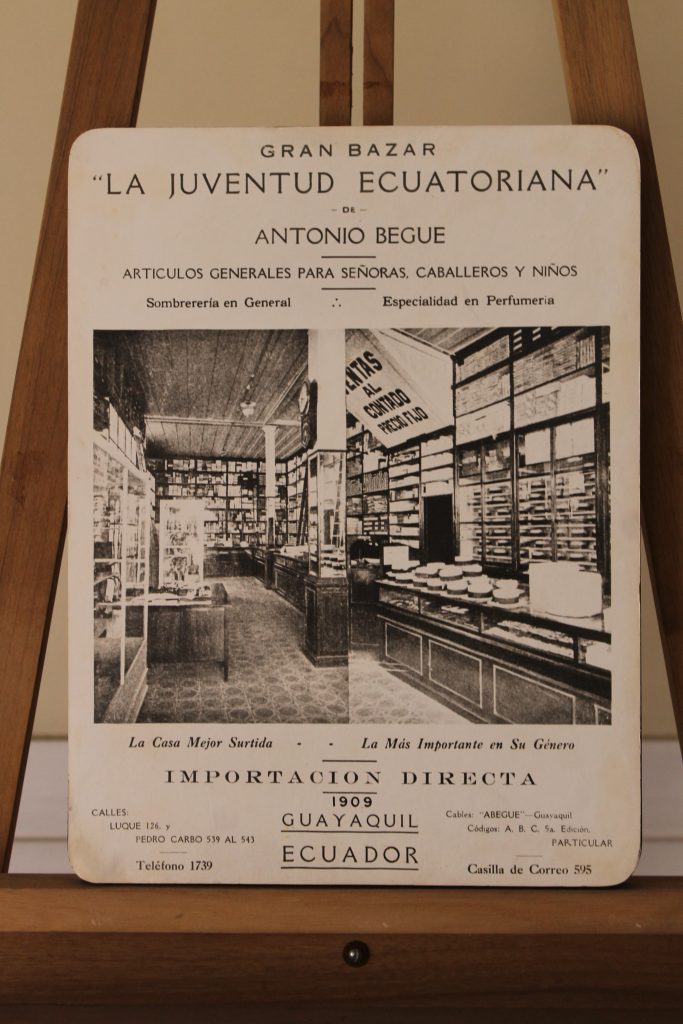 GRAN BAZAR
"LA JUVENTUD ECUATORIANA"
- DE -
ANTONIO BEGUE
ARTICULOS GENERALES PARA SEÑORAS, CABALLEROS Y NIÑOS
Sombrerería en General ∴ Especialidad en Perfumeria
VENTAS
AL
CONTADO
PRECIO FIJO
La Casa Mejor Surtida - - La Más Importante en Su Género
IMPORTACION DIRECTA
1909
GUAYAQUIL
ECUADOR
CALLES:
LUQUE 126, y
PEDRO CARBO 539 AL 543
Teléfono 1739
Cables: "ABEGUE"—Guayaquil
Códigos: A. B. C. 5a. Edición.
PARTICULAR
Casilla de Correo 595